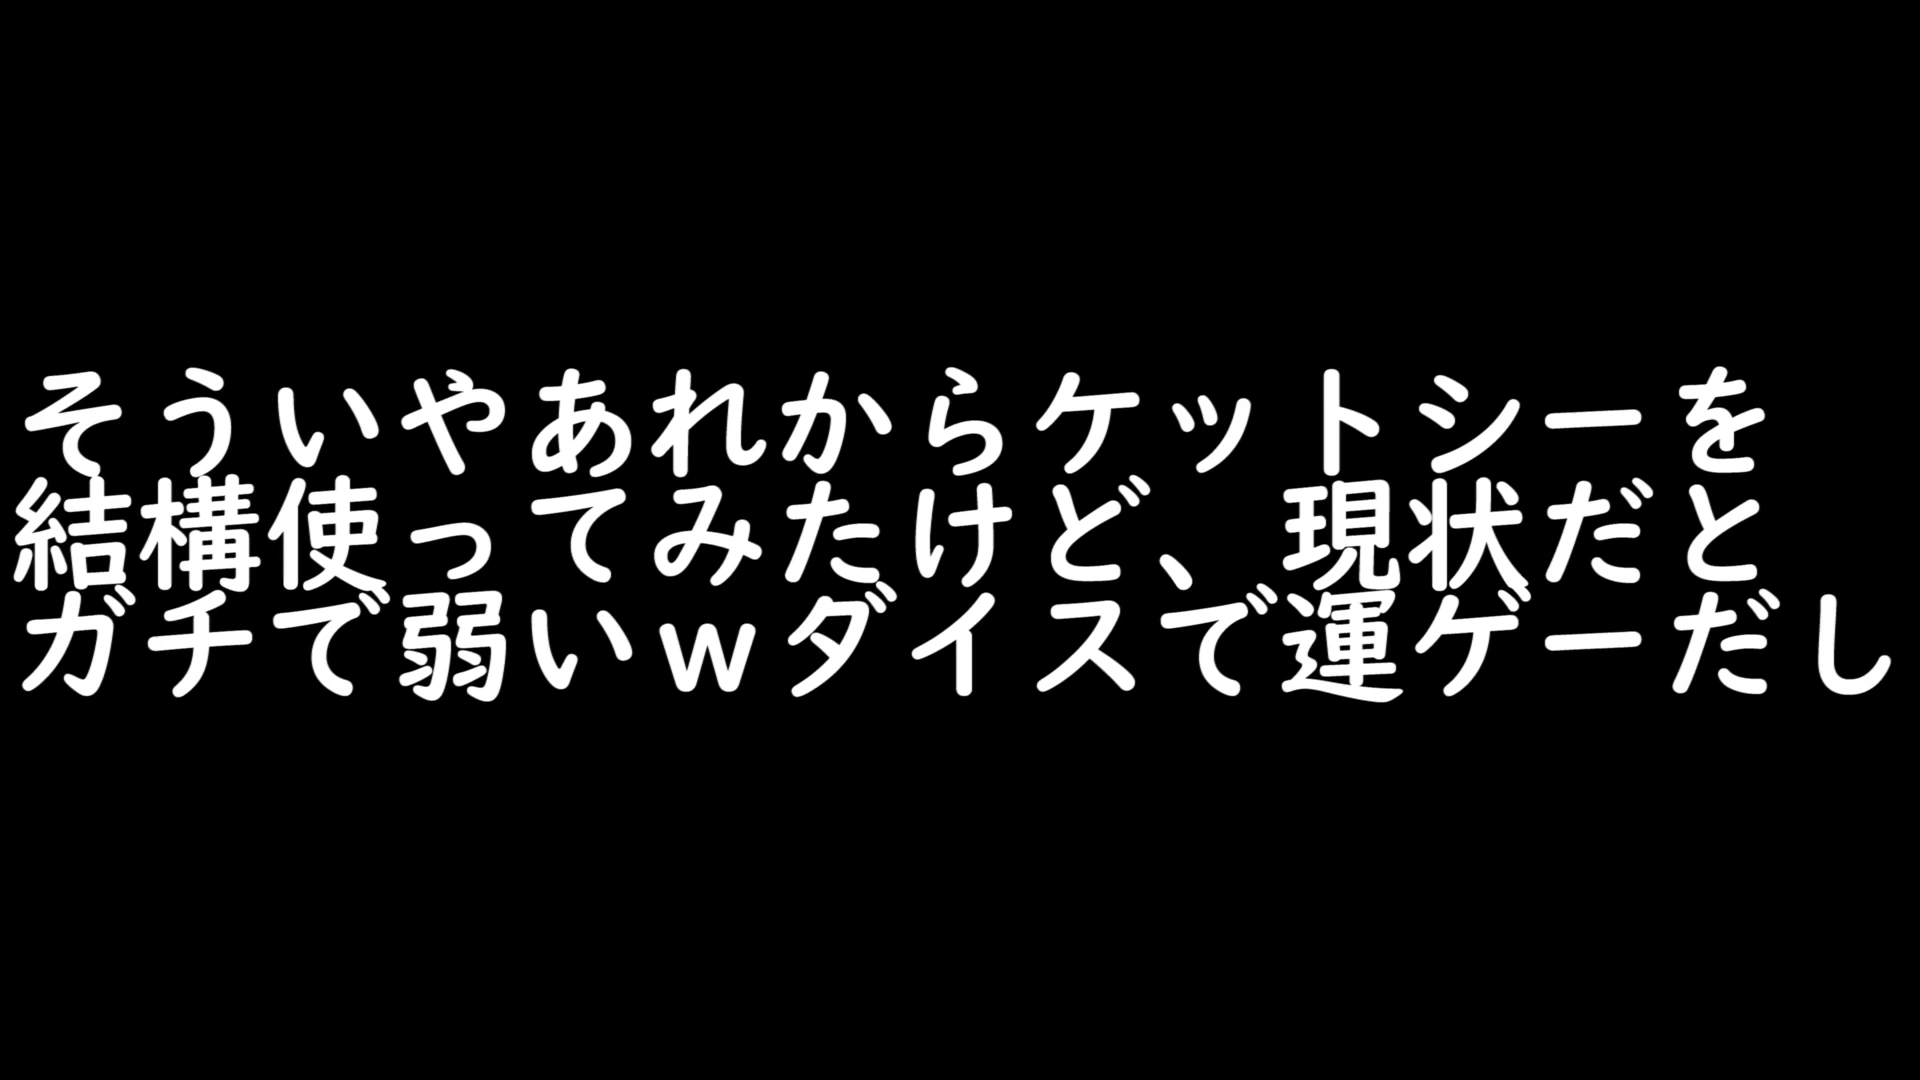 そういやあれからケットシーを
結構使ってみたけど、現状だと
ガチで弱いｗダイスで運ゲーだし